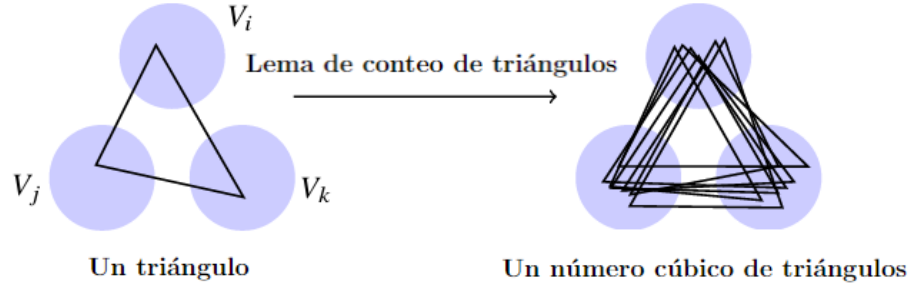 V_i
Lema de conteo de triángulos
V_j
V_k
Un triángulo
Un número cúbico de triángulos